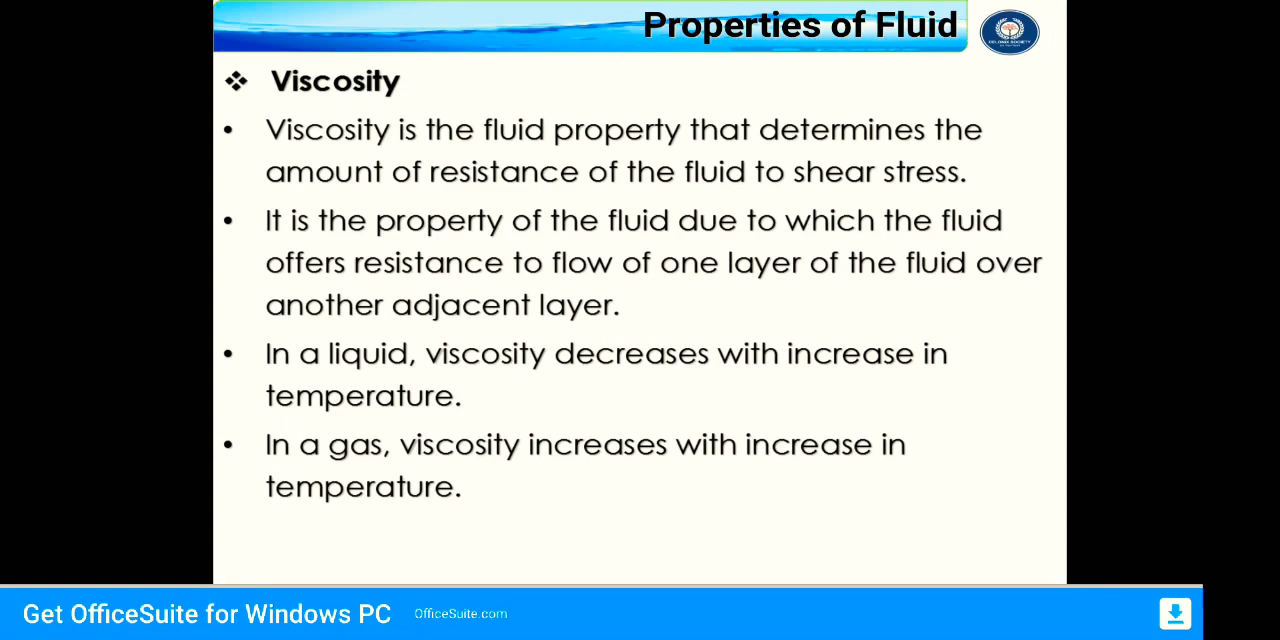 Properties of Fluid
DELONIX SOCIETY
❖ Viscosity
• Viscosity is the fluid property that determines the
amount of resistance of the fluid to shear stress.
• It is the property of the fluid due to which the fluid
offers resistance to flow of one layer of the fluid over
another adjacent layer.
• In a liquid, viscosity decreases with increase in
temperature.
• In a gas, viscosity increases with increase in
temperature.
Get OfficeSuite for Windows PC OfficeSuite.com